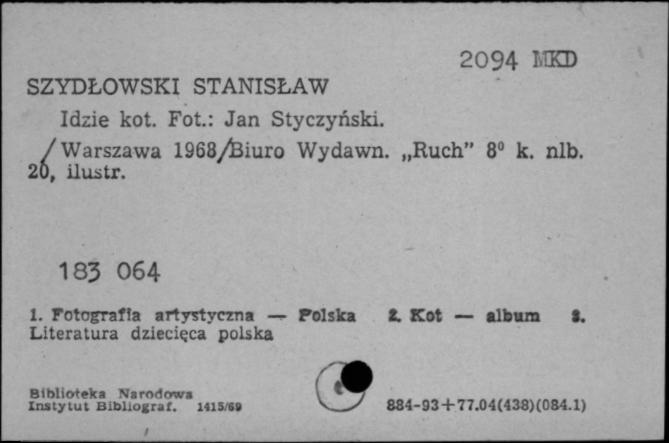 2094 MKD
SZYDŁOWSKI STANISŁAW
Idzie kot. Fot.: Jan Styczyński.
/Warszawa 1968/Biuro Wydawn. „Ruch” 8⁰ k. nlb.
20, ilustr.
183 064
1. Fotografia artystyczna — Polska 2. Kot — album 3.
Literatura dziecięca polska
Biblioteka Narodowa
Instytut Bibliograf. 1415/69
884-93+77.04(438)(084.1)